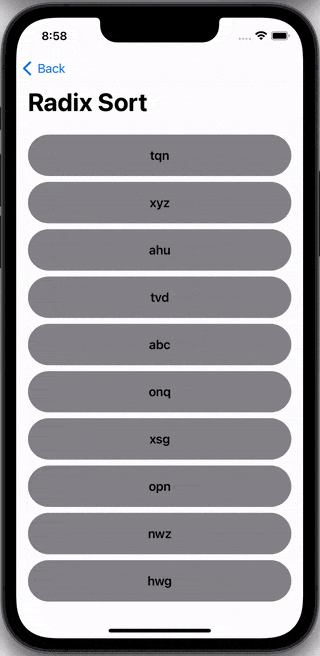 8:58
Back
Radix Sort
tqn
xyz
ahu
tvd
abc
onq
xsg
opn
nwz
hwg